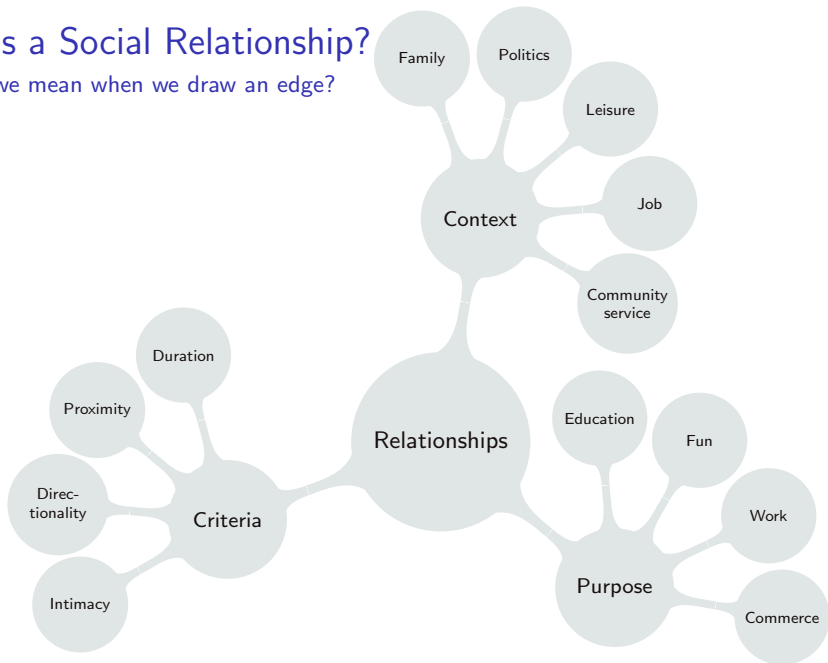 s a Social Relationship?
we mean when we draw an edge?
Family
Politics
Leisure
Context
Job
Community
service
Duration
Proximity
Direc-
tionality
Criteria
Intimacy
Relationships
Education
Fun
Work
Purpose
Commerce